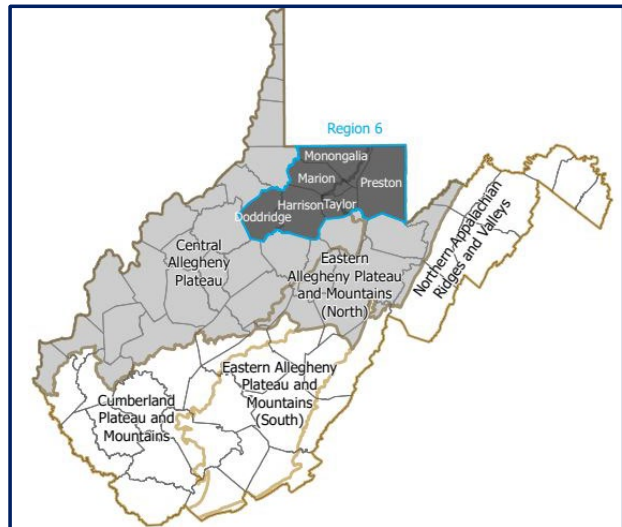 Region 6
Monongalia
Marion
Preston
Harrison
Taylor
Doddridge
Central
Allegheny
Plateau
Eastern
Allegheny Plateau
and Mountains
(North)
Northern Appalachian
Ridges and Valleys
Eastern Allegheny
Plateau and
Mountains
(South)
Cumberland
Plateau and
Mountains